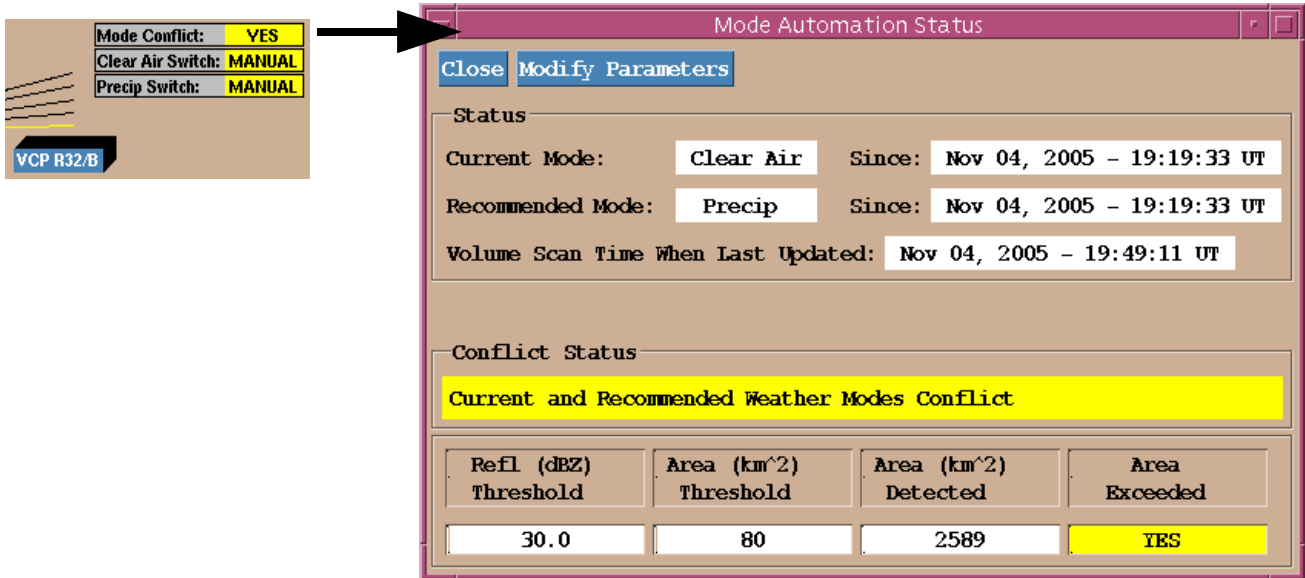 Mode Conflict: YES
Clear Air Switch: MANUAL
Precip Switch: MANUAL
VCP R32/B
Mode Automation Status
Close Modify Parameters
Status
Current Mode: Clear Air Since: Nov 04, 2005 - 19:19:33 UT
Recommended Mode: Precip Since: Nov 04, 2005 - 19:19:33 UT
Volume Scan Time When Last Updated: Nov 04, 2005 - 19:49:11 UT
Conflict Status
Current and Recommended Weather Modes Conflict
Refl (dBZ) Area (km^2) Area (km^2) Area
Threshold Threshold Detected Exceeded
30.0 80 2589 YES